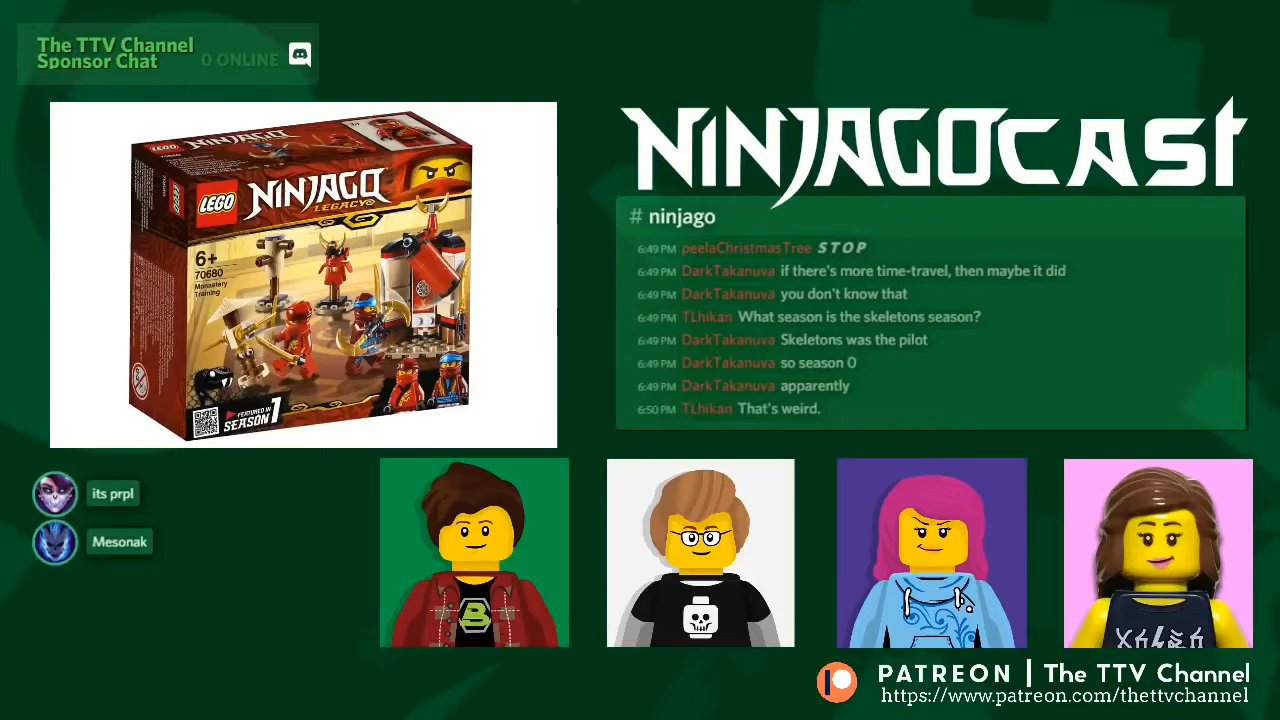 The TTV Channel
Sponsor Chat
0 ONLINE
LEGO
NINJAGO
LEGO
NINJAGO
LEGACY
6+
70680
Monastery
Training
FEATURED IN
SEASON 1
NINJAGOCAST
# ninjago
6:49 PM peelaChristmasTree S T O P
6:49 PM DarkTakanuva if there's more time-travel, then maybe it did
6:49 PM DarkTakanuva you don't know that
6:49 PM TLhikan What season is the skeletons season?
6:49 PM DarkTakanuva Skeletons was the pilot
6:49 PM DarkTakanuva so season 0
6:49 PM DarkTakanuva apparently
6:50 PM TLhikan That's weird.
its prpl
Mesonak
B
PATREON | The TTV Channel
https://www.patreon.com/thettvchannel